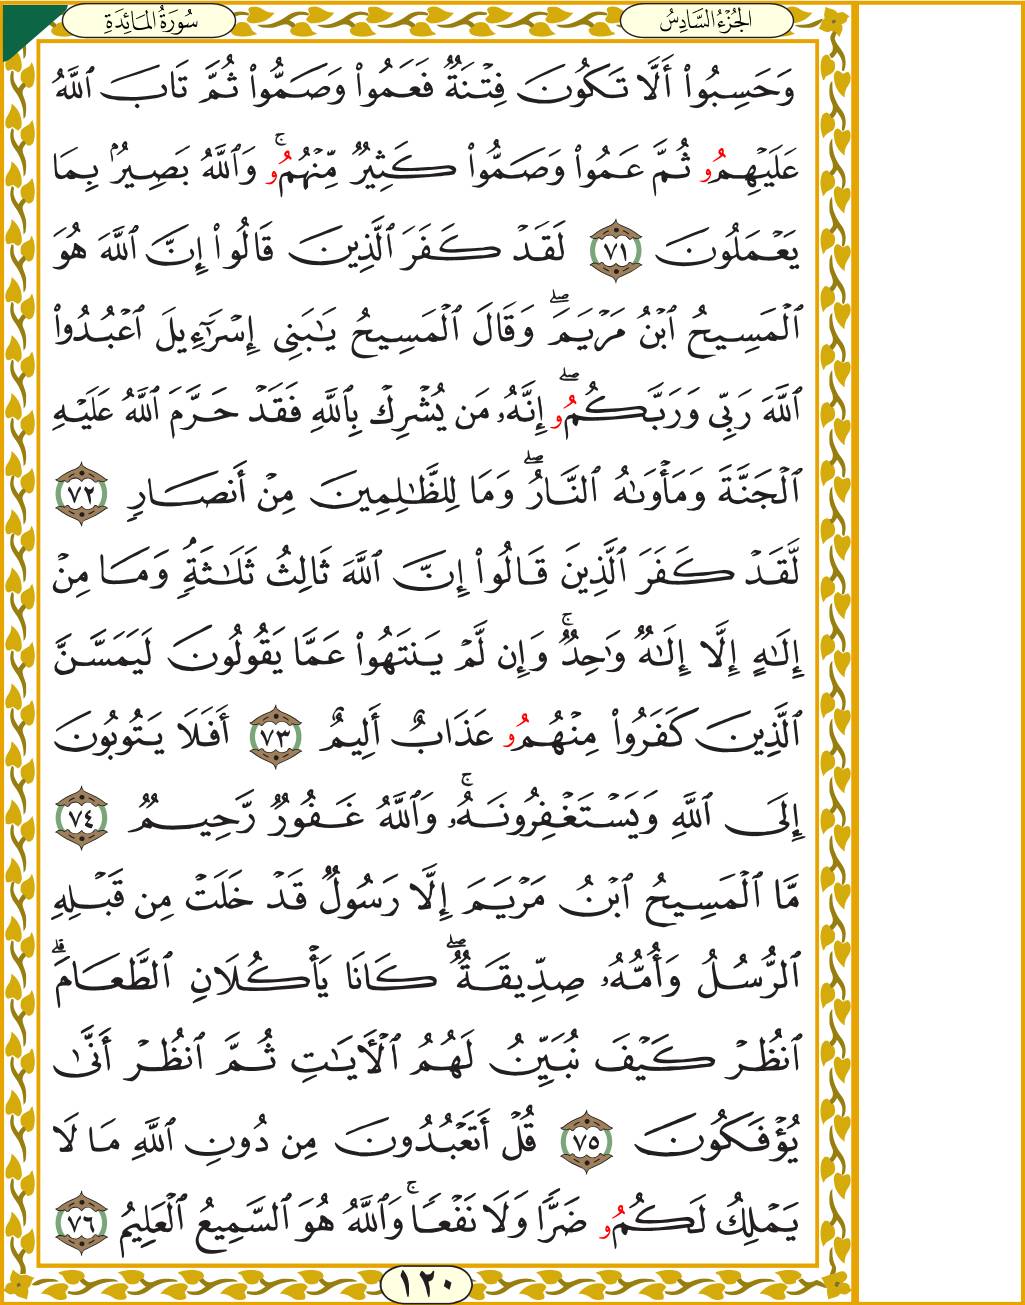 الجُزْءُ السَّادِسُ
سُورَةُ المَائِدَةِ
وَحَسِبُوٓا۟ أَلَّا تَكُونَ فِتْنَةٌ فَعَمُوا۟ وَصَمُّوا۟ ثُمَّ تَابَ ٱللَّهُ
عَلَيْهِمُۥ ثُمَّ عَمُوا۟ وَصَمُّوا۟ كَثِيرٌ مِّنْهُمُۥۚ وَٱللَّهُ بَصِيرٌۢ بِمَا
يَعْمَلُونَ ٧١ لَقَدْ كَفَرَ ٱلَّذِينَ قَالُوٓا۟ إِنَّ ٱللَّهَ هُوَ
ٱلْمَسِيحُ ٱبْنُ مَرْيَمَۖ وَقَالَ ٱلْمَسِيحُ يَٰبَنِىٓ إِسْرَٰٓءِيلَ ٱعْبُدُوا۟
ٱللَّهَ رَبِّى وَرَبَّكُمُۥۖ إِنَّهُۥ مَن يُشْرِكْ بِٱللَّهِ فَقَدْ حَرَّمَ ٱللَّهُ عَلَيْهِ
ٱلْجَنَّةَ وَمَأْوَىٰهُ ٱلنَّارُۖ وَمَا لِلظَّٰلِمِينَ مِنْ أَنصَارٍ ٧٢
لَّقَدْ كَفَرَ ٱلَّذِينَ قَالُوٓا۟ إِنَّ ٱللَّهَ ثَالِثُ ثَلَٰثَةٍۘ وَمَا مِنْ
إِلَٰهٍ إِلَّآ إِلَٰهٌ وَٰحِدٌۚ وَإِن لَّمْ يَنتَهُوا۟ عَمَّا يَقُولُونَ لَيَمَسَّنَّ
ٱلَّذِينَ كَفَرُوا۟ مِنْهُمُۥ عَذَابٌ أَلِيمٌ ٧٣ أَفَلَا يَتُوبُونَ
إِلَى ٱللَّهِ وَيَسْتَغْفِرُونَهُۥۚ وَٱللَّهُ غَفُورٌ رَّحِيمٌ ٧٤
مَّا ٱلْمَسِيحُ ٱبْنُ مَرْيَمَ إِلَّا رَسُولٌ قَدْ خَلَتْ مِن قَبْلِهِ
ٱلرُّسُلُ وَأُمُّهُۥ صِدِّيقَةٌۖ كَانَا يَأْكُلَانِ ٱلطَّعَامَۗ
ٱنظُرْ كَيْفَ نُبَيِّنُ لَهُمُ ٱلْءَايَٰتِ ثُمَّ ٱنظُرْ أَنَّىٰ
يُؤْفَكُونَ ٧٥ قُلْ أَتَعْبُدُونَ مِن دُونِ ٱللَّهِ مَا لَا
يَمْلِكُ لَكُمُۥ ضَرًّا وَلَا نَفْعًاۚ وَٱللَّهُ هُوَ ٱلسَّمِيعُ ٱلْعَلِيمُ ٧٦
١٢٠